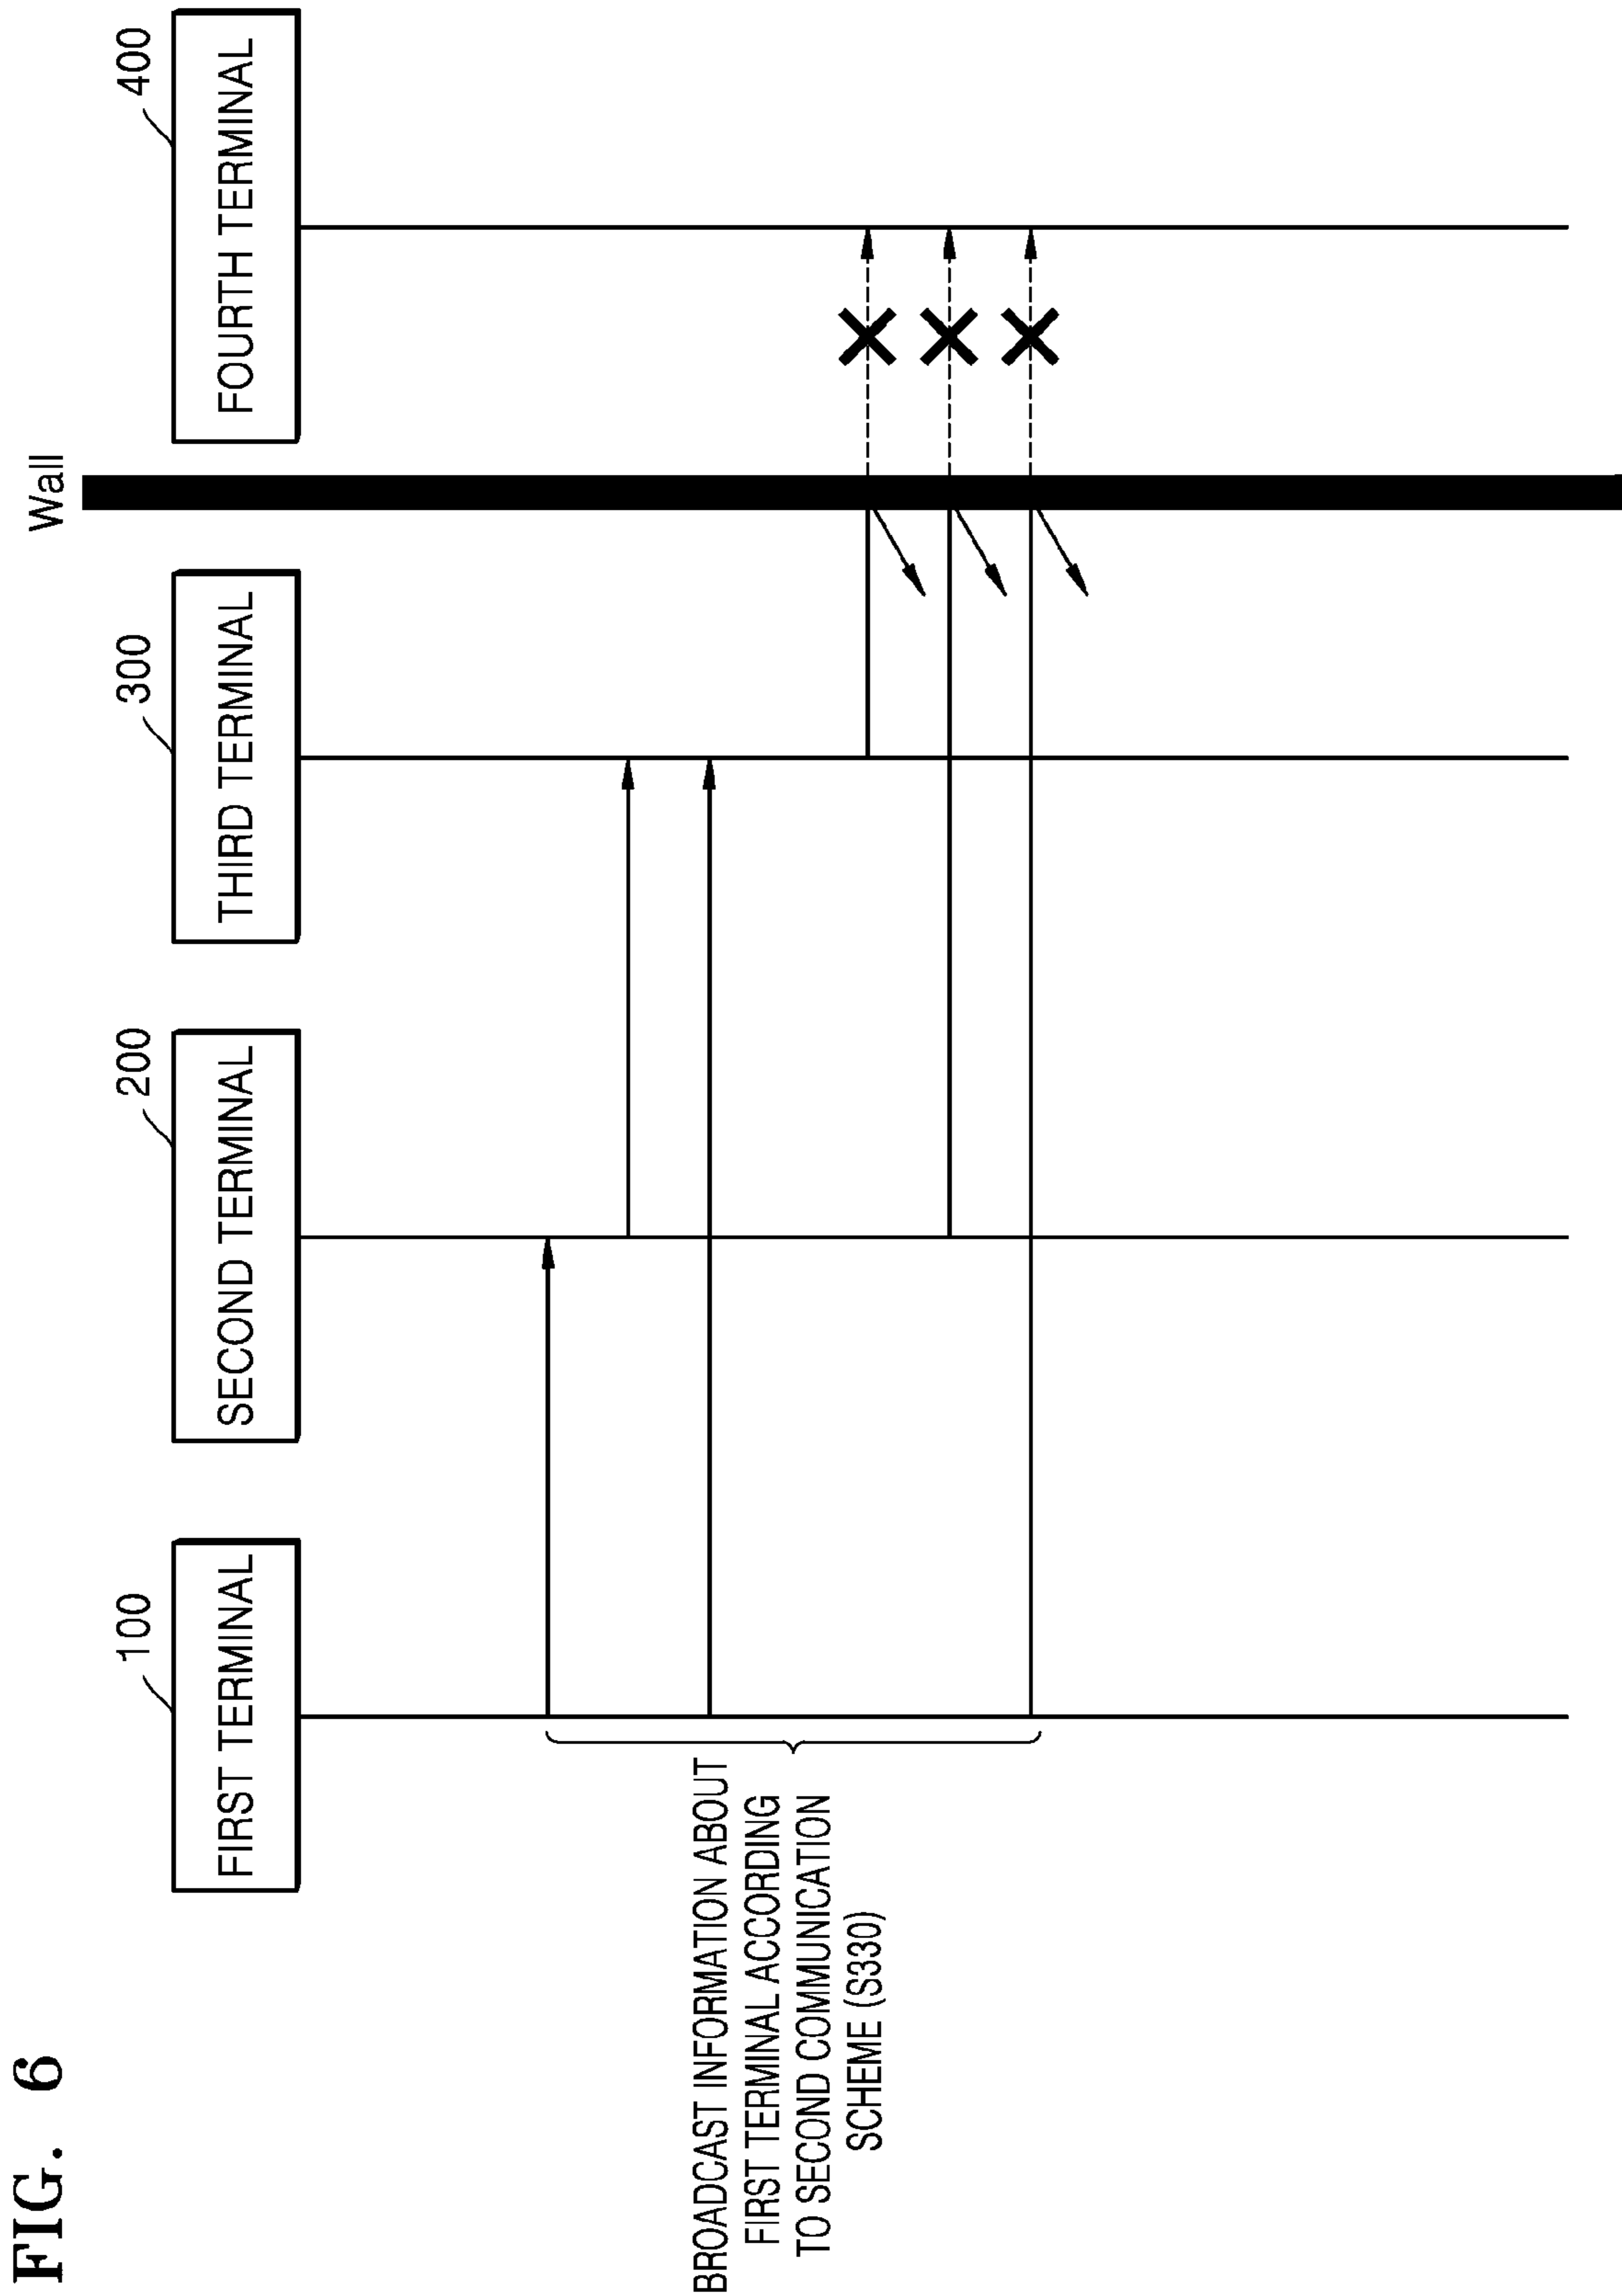 FIG. 6
Wall
100
200
300
400
FIRST TERMINAL
SECOND TERMINAL
THIRD TERMINAL
FOURTH TERMINAL
BROADCAST INFORMATION ABOUT
FIRST TERMINAL ACCORDING
TO SECOND COMMUNICATION
SCHEME (S330)